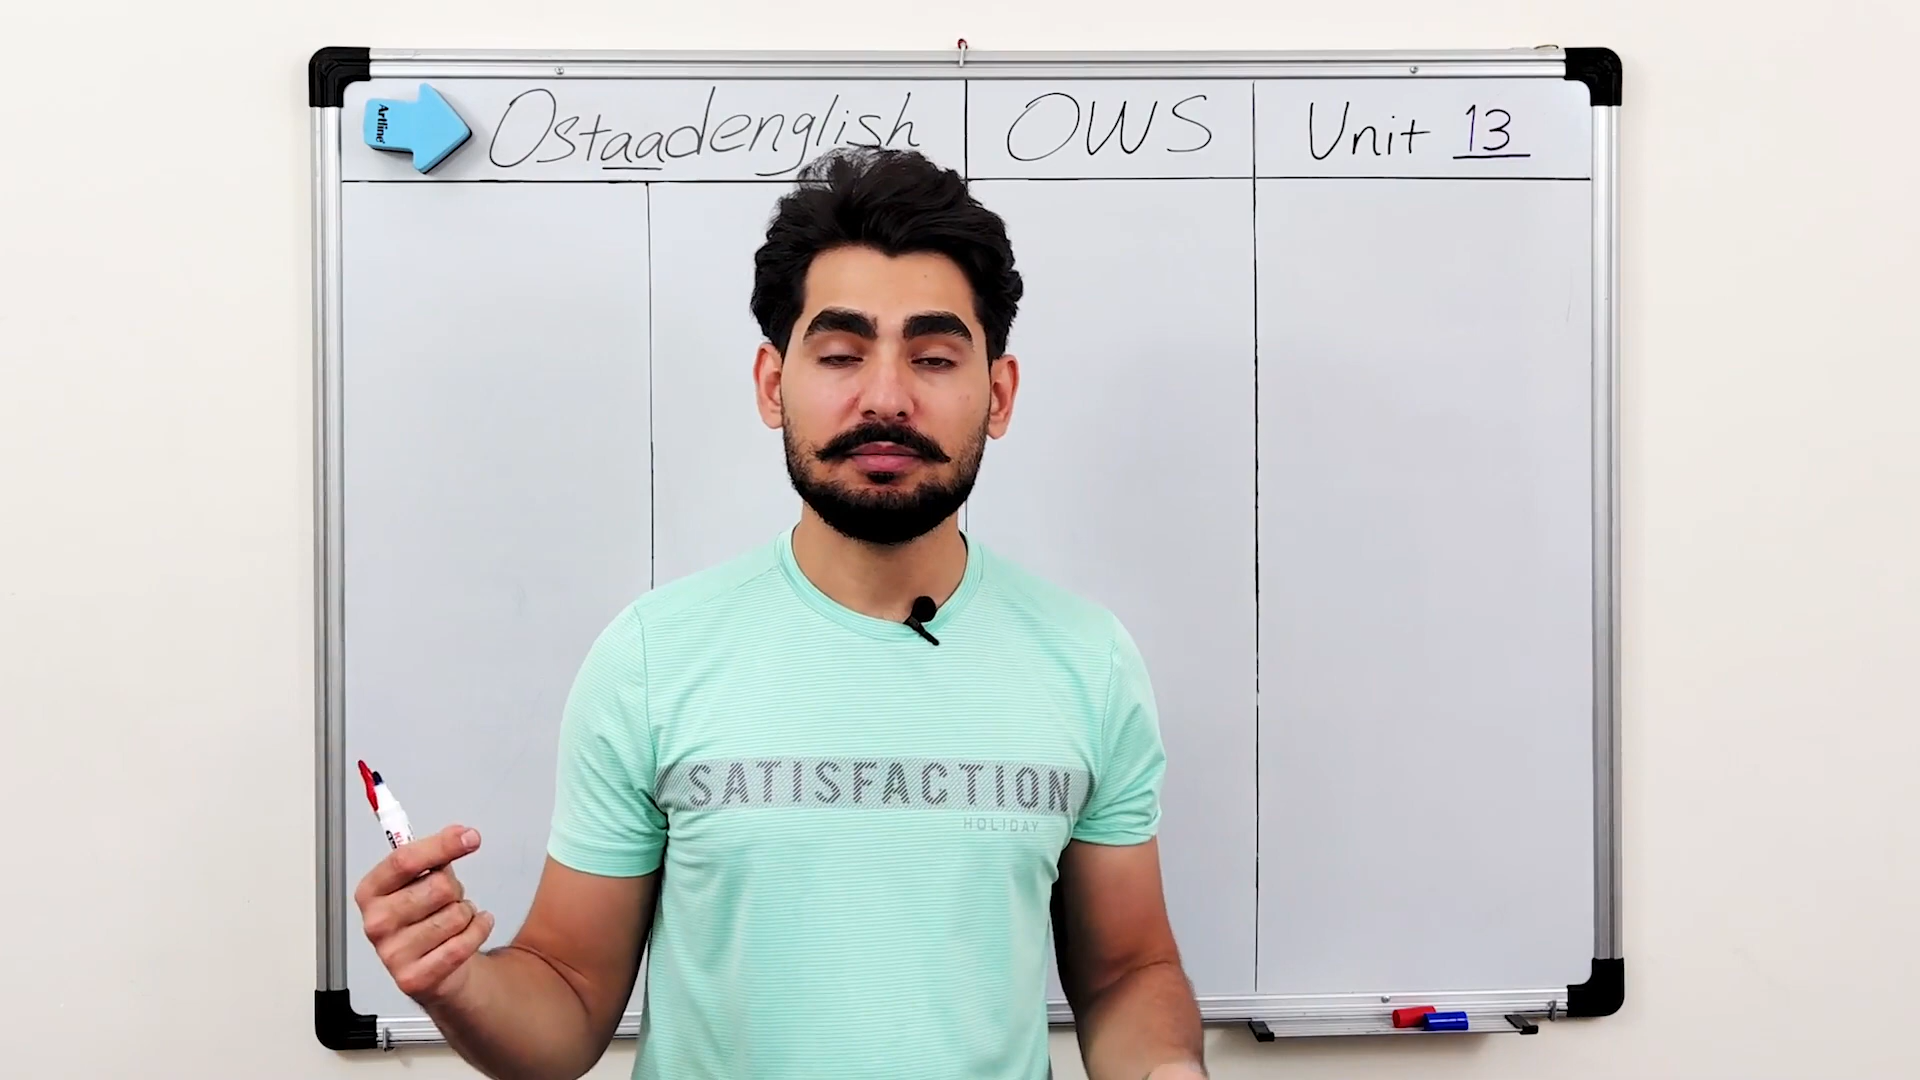 Artline
Ostaadenglish
OWS
Unit 13
SATISFACTION
HOLIDAY